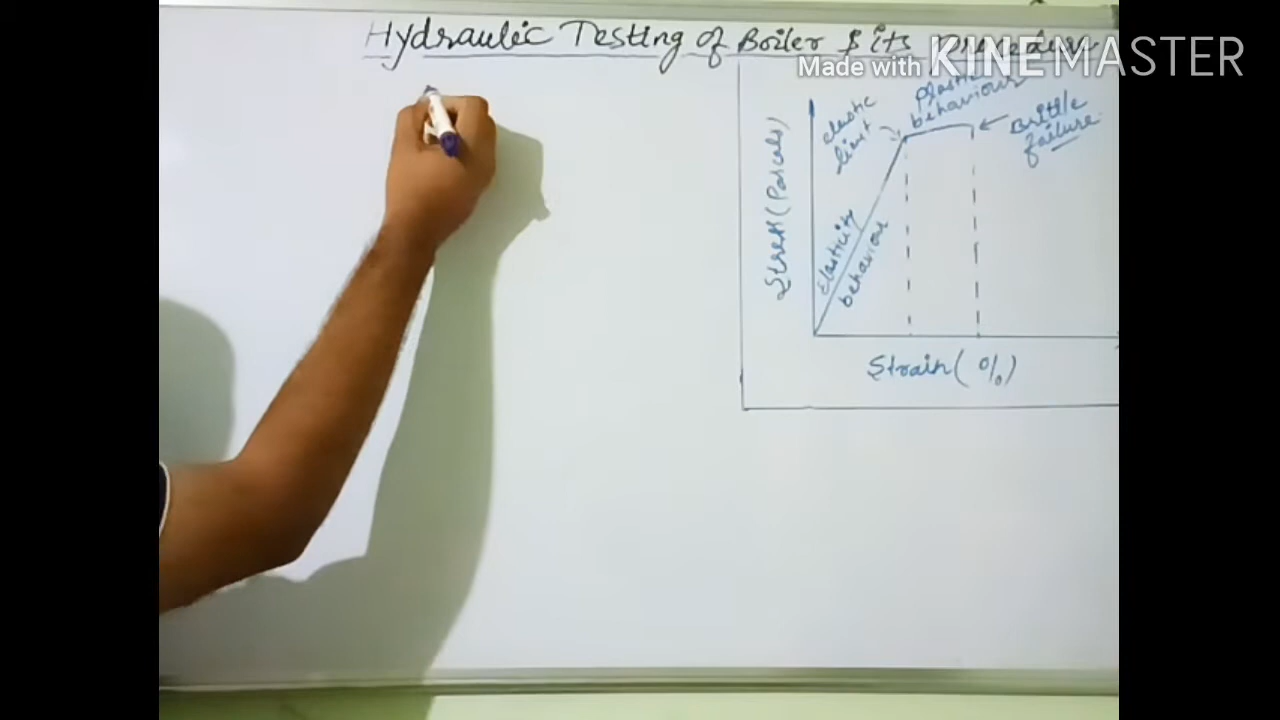 Hydraulic Testing of Boiler & its Procedure
Made with KINEMASTER
elastic
limit
plastic
behaviour
Brittle
failure
Stress (Pascals)
elasticity
behaviour
Strain ( % )